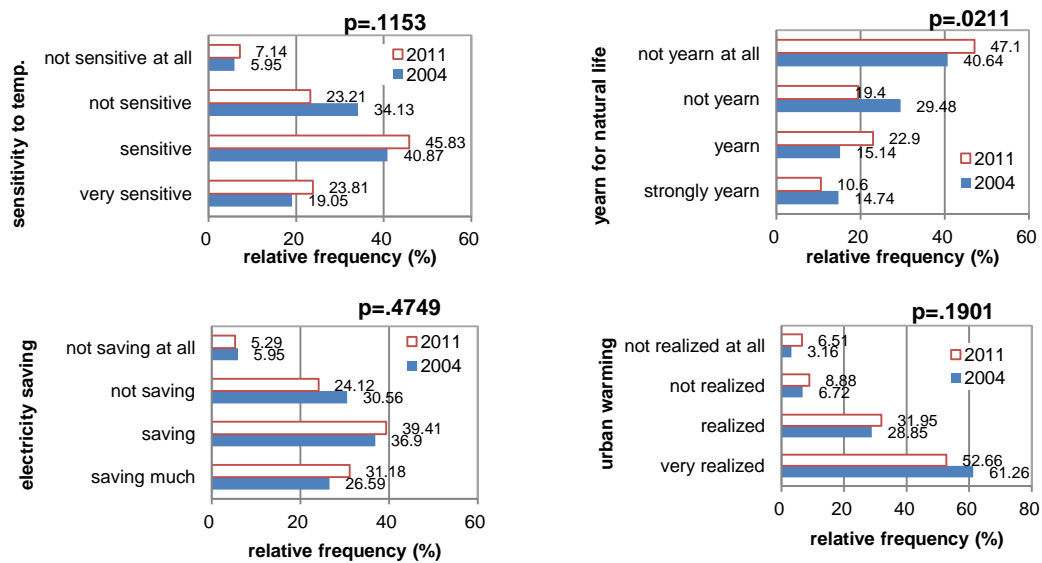 p=.1153
sensitivity to temp.
not sensitive at all
7.14
5.95
2011
2004
not sensitive
23.21
34.13
sensitive
45.83
40.87
very sensitive
23.81
19.05
0 20 40 60
relative frequency (%)
p=.0211
yearn for natural life
not yearn at all
47.1
40.64
not yearn
19.4
29.48
yearn
22.9
15.14
strongly yearn
10.6
14.74
2011
2004
0 20 40 60
relative frequency (%)
p=.4749
electricity saving
not saving at all
5.29
5.95
2011
2004
not saving
24.12
30.56
saving
39.41
36.9
saving much
31.18
26.59
0 20 40 60
relative frequency (%)
p=.1901
urban warming
not realized at all
6.51
3.16
2011
2004
not realized
8.88
6.72
realized
31.95
28.85
very realized
52.66
61.26
0 20 40 60 80
relative frequency (%)